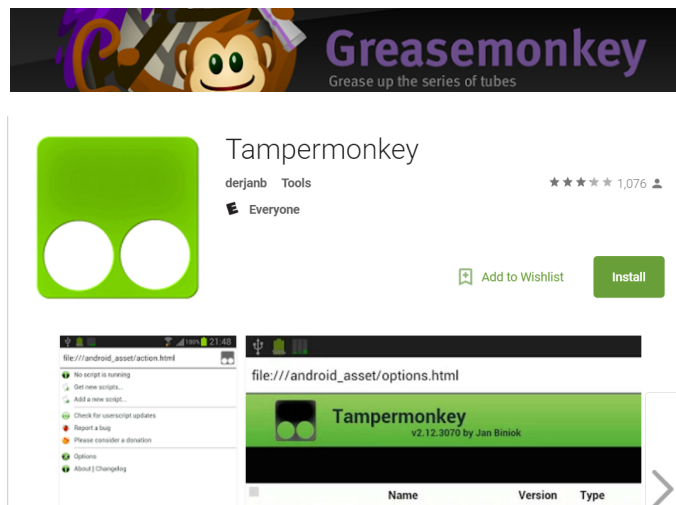 Greasemonkey
Grease up the series of tubes
Tampermonkey
derjanb Tools
1,076
E Everyone
Add to Wishlist
Install
100% 21:48
file:///android_asset/action.html
No script is running
Get new scripts...
Add a new script...
Check for userscript updates
Report a bug
Please consider a donation
Options
About | Changelog
file:///android_asset/options.html
Tampermonkey
v2.12.3070 by Jan Biniok
Name Version Type